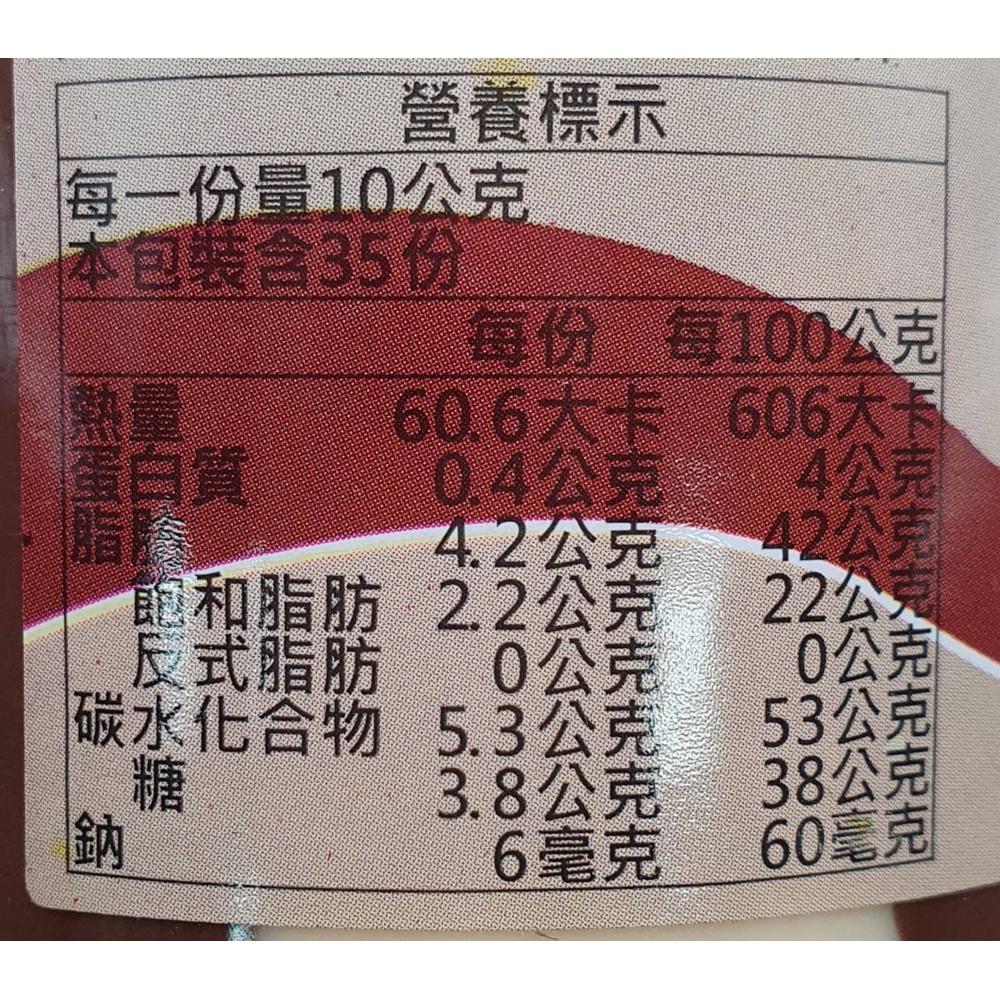 營養標示
每一份量10公克
本包裝含35份
每份 每100公克
熱量 60.6大卡 606大卡
蛋白質 0.4公克 4公克
脂肪 4.2公克 42公克
飽和脂肪 2.2公克 22公克
反式脂肪 0公克 0公克
碳水化合物 5.3公克 53公克
糖 3.8公克 38公克
鈉 6毫克 60毫克